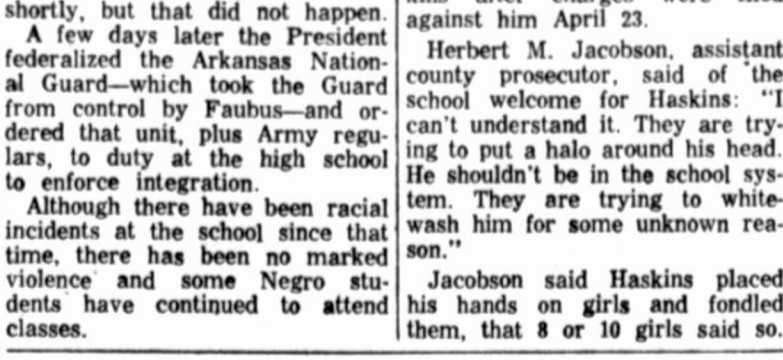 shortly, but that did not happen.
A few days later the President
federalized the Arkansas Nation-
al Guard—which took the Guard
from control by Faubus—and or-
dered that unit, plus Army regu-
lars, to duty at the high school
to enforce integration.
Although there have been racial
incidents at the school since that
time, there has been no marked
violence and some Negro stu-
dents have continued to attend
classes.
against him April 23.
Herbert M. Jacobson, assistant
county prosecutor, said of the
school welcome for Haskins: "I
can't understand it. They are try-
ing to put a halo around his head.
He shouldn't be in the school sys-
tem. They are trying to white-
wash him for some unknown rea-
son."
Jacobson said Haskins placed
his hands on girls and fondled
them, that 8 or 10 girls said so.